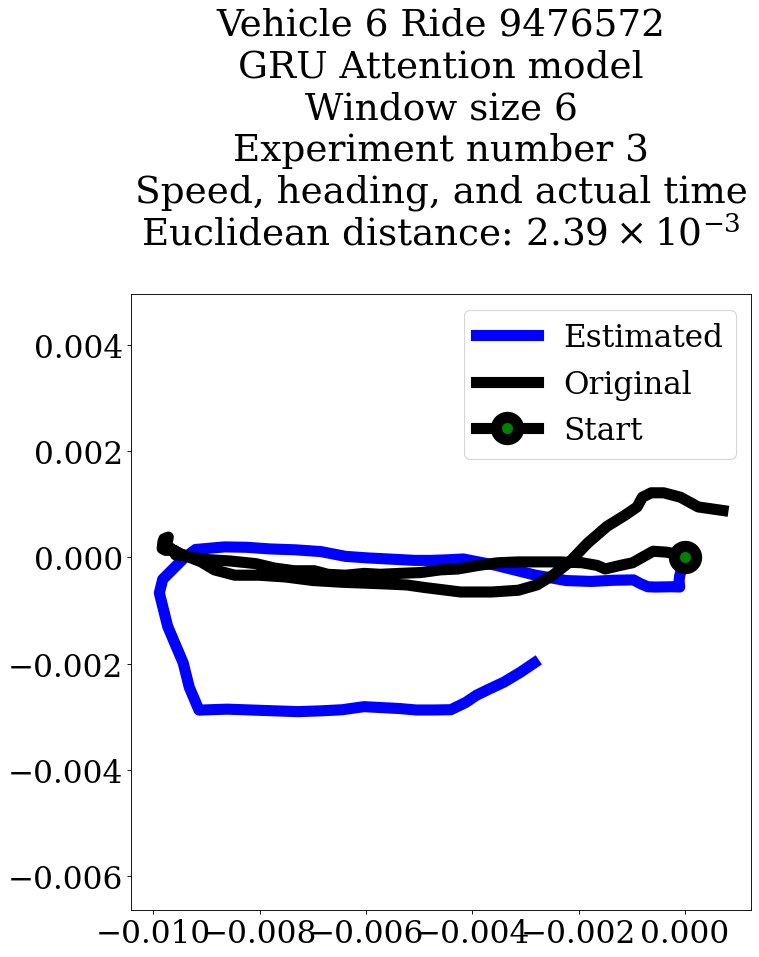 Vehicle 6 Ride 9476572
GRU Attention model
Window size 6
Experiment number 3
Speed, heading, and actual time
Euclidean distance: 2.39 × 10⁻³
Estimated
Original
Start
0.004
0.002
0.000
−0.002
−0.004
−0.006
−0.010 −0.008 −0.006 −0.004 −0.002 0.000